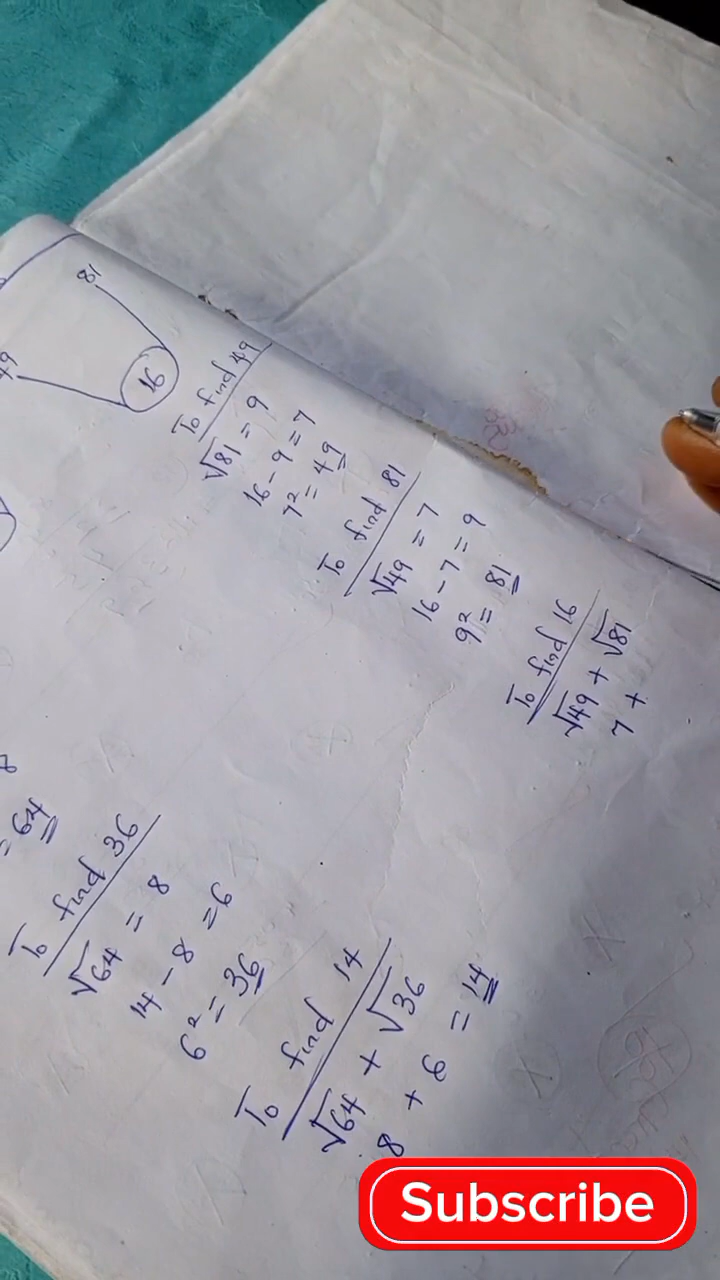 81
49
16
To find 49
√81 = 9
16 - 9 = 7
7² = 49
To find 81
√49 = 7
16 - 7 = 9
9² = 81
To find 16
√49 + √81
7 +
8
= 64
To find 36
√64 = 8
14 - 8 = 6
6² = 36
To find 14
√64 + √36
8 + 6 = 14
Subscribe